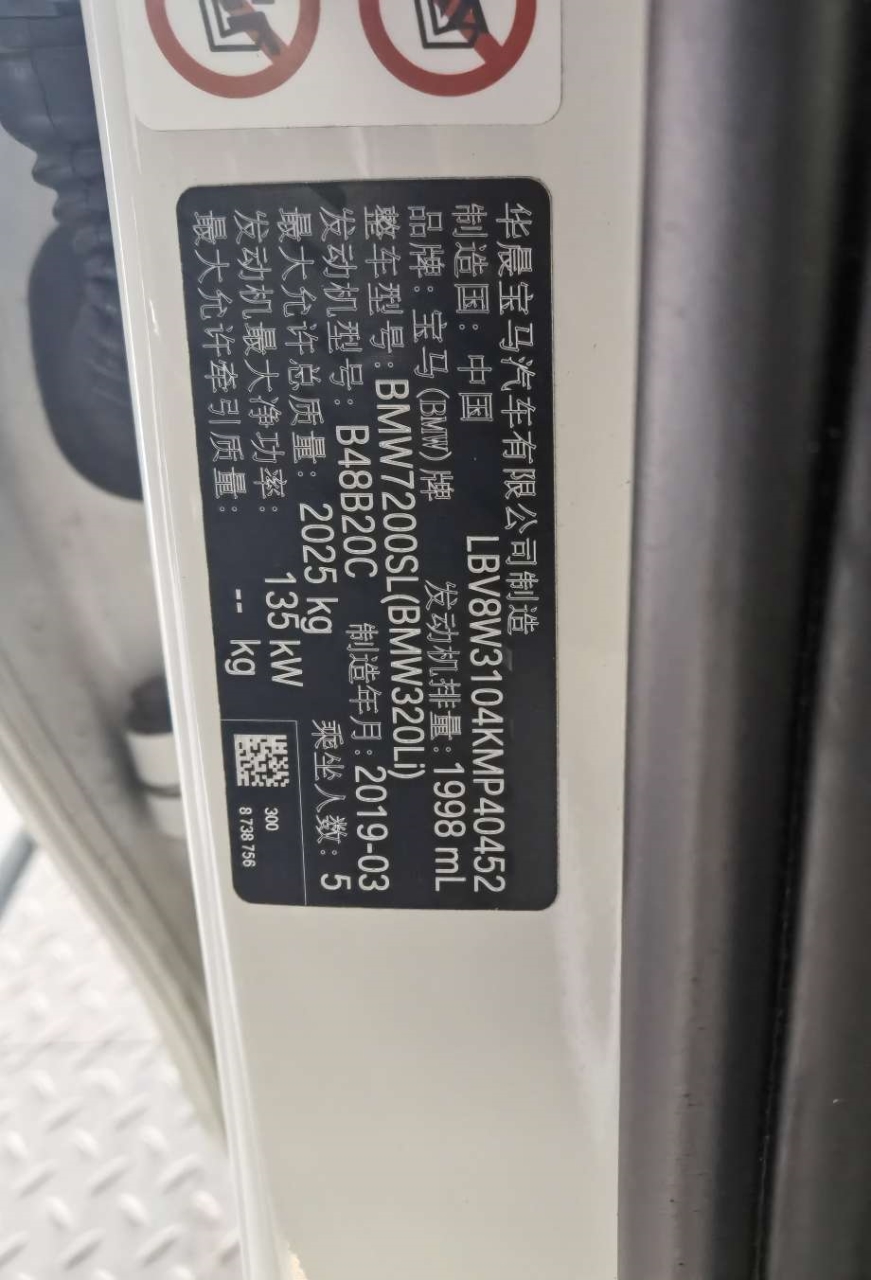 华晨宝马汽车有限公司制造
制造国：中国 LBV8W3104KMP40452
品牌：宝马(BMW)牌 发动机排量：1998 mL
整车型号：BMW7200SL(BMW320Li)
发动机型号：B48B20C 制造年月：2019-03
最大允许总质量：2025 kg 乘坐人数：5
发动机最大净功率：135 kW
最大允许牵引质量：-- kg
300
8 738 756